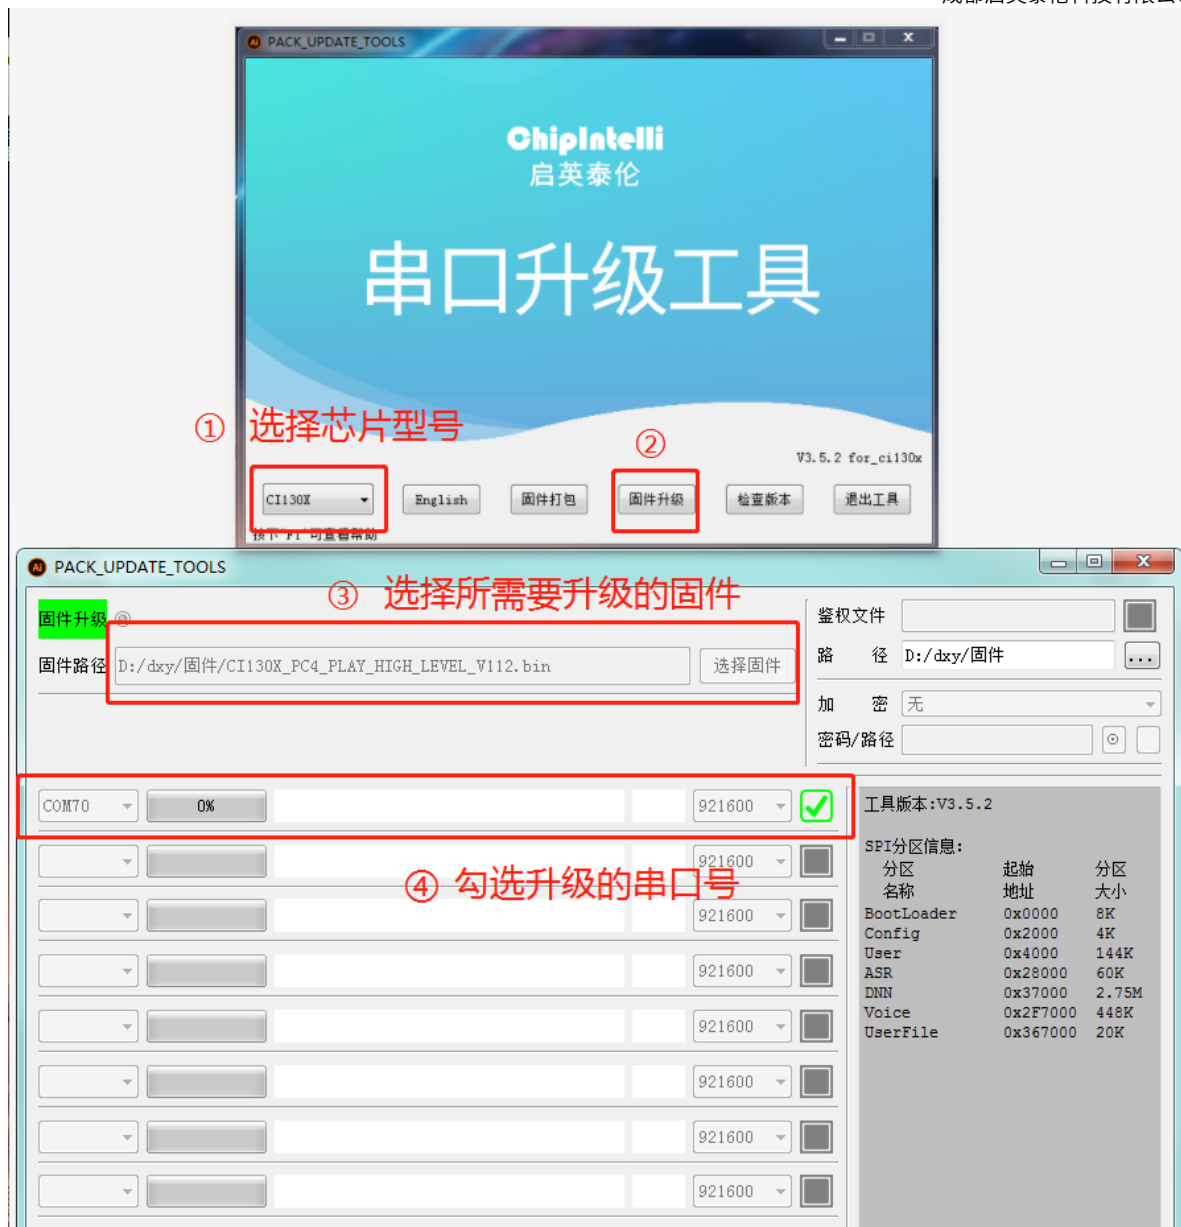 PACK_UPDATE_TOOLS
ChipIntelli
启英泰伦
串口升级工具
① 选择芯片型号
②
V3.5.2 for_ci130x
CI130X English 固件打包 固件升级 检查版本 退出工具
按下"F1"可查看帮助
PACK_UPDATE_TOOLS
③ 选择所需要升级的固件
固件升级
鉴权文件
固件路径 D:/dxy/固件/CI130X_PC4_PLAY_HIGH_LEVEL_V112.bin 选择固件
路 径 D:/dxy/固件 ...
加 密 无
密码/路径
COM70 0% 921600
921600
④ 勾选升级的串口号
921600
921600
921600
921600
921600
921600
工具版本:V3.5.2
SPI分区信息:
分区 起始 分区
名称 地址 大小
BootLoader 0x0000 8K
Config 0x2000 4K
User 0x4000 144K
ASR 0x28000 60K
DNN 0x37000 2.75M
Voice 0x2F7000 448K
UserFile 0x367000 20K